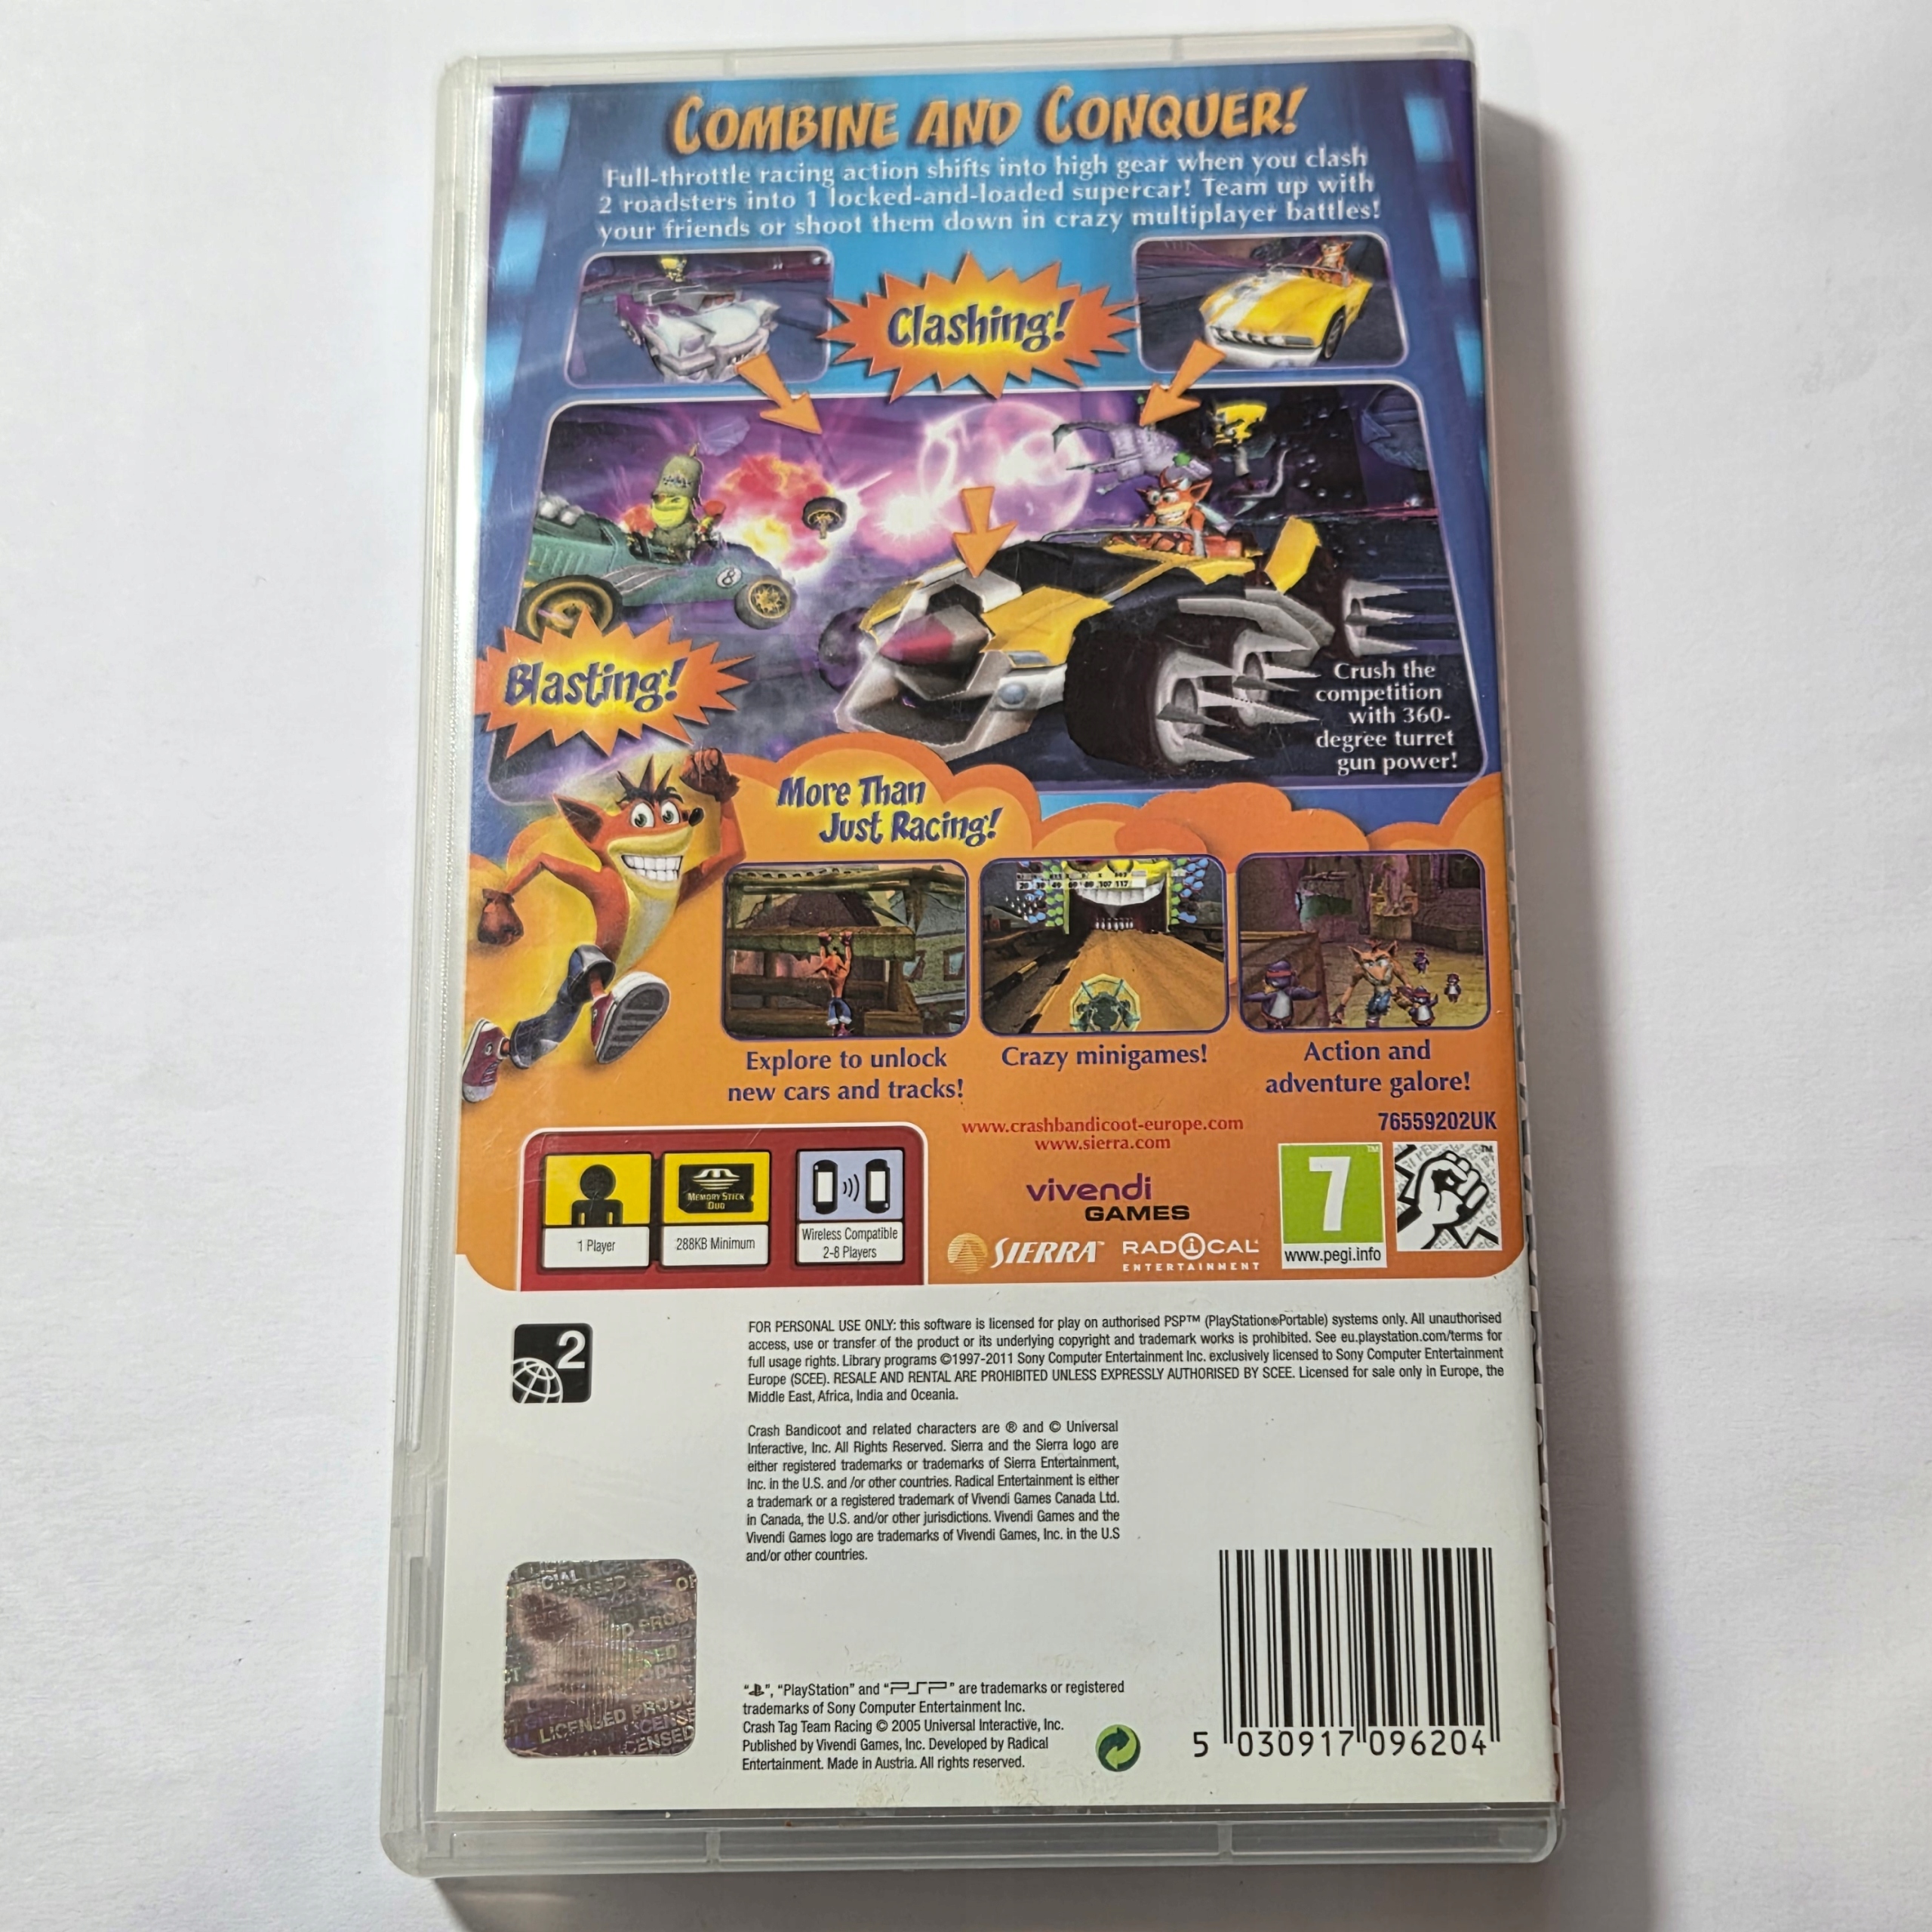 COMBINE AND CONQUER!
Full-throttle racing action shifts into high gear when you clash
2 roadsters into 1 locked-and-loaded supercar! Team up with
your friends or shoot them down in crazy multiplayer battles!
Clashing!
Blasting!
8
Crush the
competition
with 360-
degree turret
gun power!
More Than
Just Racing!
Explore to unlock
new cars and tracks!
Crazy minigames!
Action and
adventure galore!
www.crashbandicoot-europe.com
www.sierra.com
76559202UK
1 Player
MEMORY STICK
DUO
288KB Minimum
Wireless Compatible
2-8 Players
vivendi
GAMES
SIERRA™
RADICAL
ENTERTAINMENT
7™
www.pegi.info
2
FOR PERSONAL USE ONLY: this software is licensed for play on authorised PSP™ (PlayStation®Portable) systems only. All unauthorised
access, use or transfer of the product or its underlying copyright and trademark works is prohibited. See eu.playstation.com/terms for
full usage rights. Library programs ©1997-2011 Sony Computer Entertainment Inc. exclusively licensed to Sony Computer Entertainment
Europe (SCEE). RESALE AND RENTAL ARE PROHIBITED UNLESS EXPRESSLY AUTHORISED BY SCEE. Licensed for sale only in Europe, the
Middle East, Africa, India and Oceania.
Crash Bandicoot and related characters are ® and © Universal
Interactive, Inc. All Rights Reserved. Sierra and the Sierra logo are
either registered trademarks or trademarks of Sierra Entertainment,
Inc. in the U.S. and /or other countries. Radical Entertainment is either
a trademark or a registered trademark of Vivendi Games Canada Ltd.
in Canada, the U.S. and/or other jurisdictions. Vivendi Games and the
Vivendi Games logo are trademarks of Vivendi Games, Inc. in the U.S
and/or other countries.
LICENSED PRODU
"PS", "PlayStation" and "PSP" are trademarks or registered
trademarks of Sony Computer Entertainment Inc.
Crash Tag Team Racing © 2005 Universal Interactive, Inc.
Published by Vivendi Games, Inc. Developed by Radical
Entertainment. Made in Austria. All rights reserved.
5 030917 096204